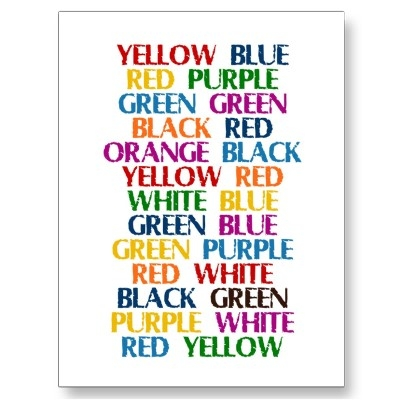 YELLOW BLUE
RED PURPLE
GREEN GREEN
BLACK RED
ORANGE BLACK
YELLOW RED
WHITE BLUE
GREEN BLUE
GREEN PURPLE
RED WHITE
BLACK GREEN
PURPLE WHITE
RED YELLOW